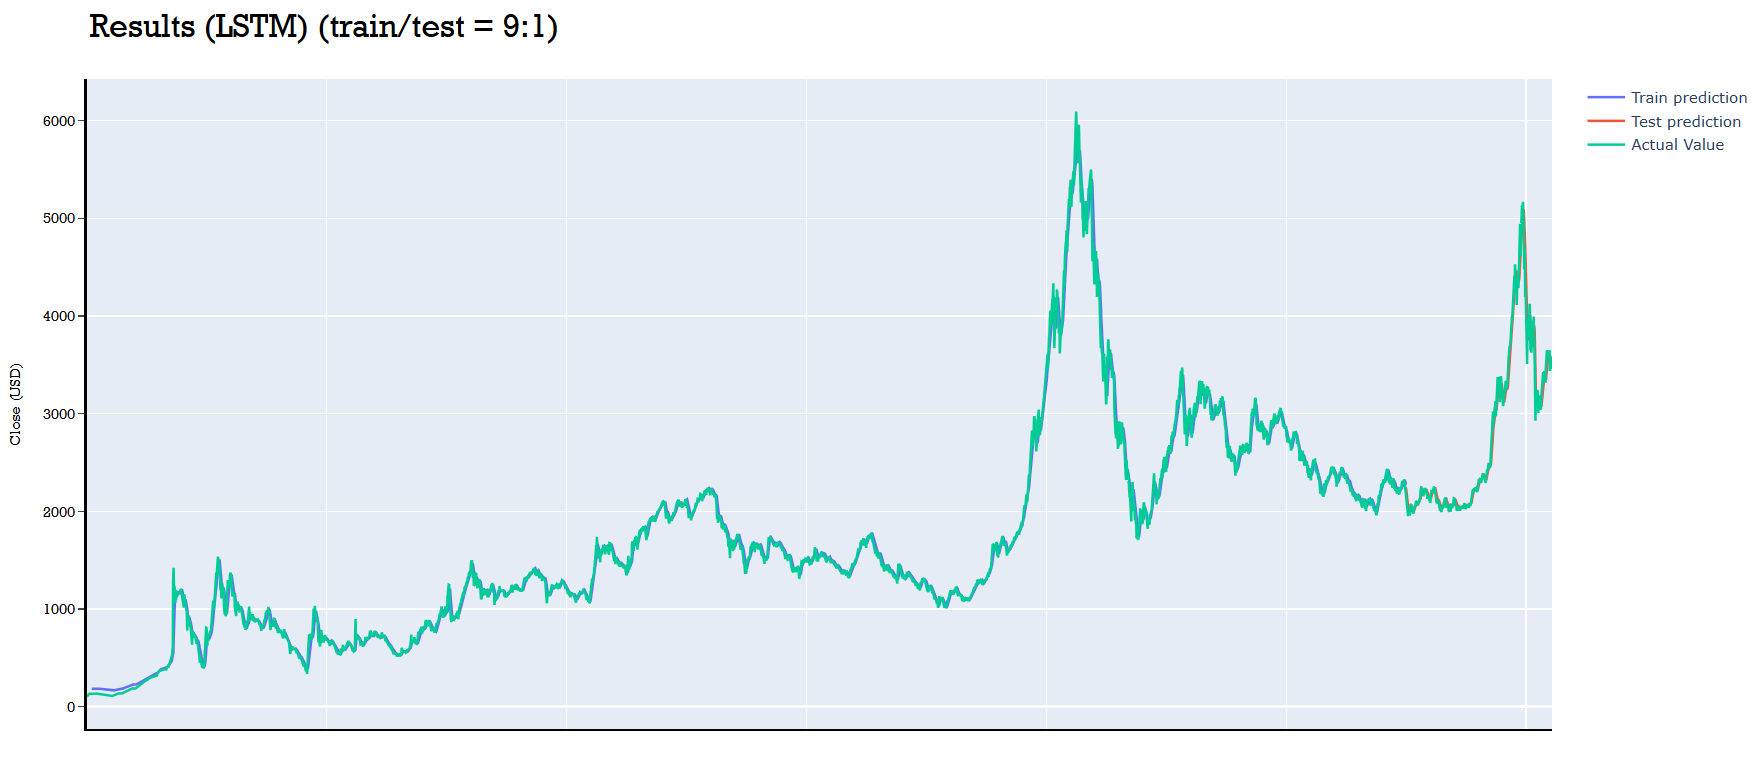 Results (LSTM) (train/test = 9:1)
Train prediction
Test prediction
Actual Value
6000
5000
4000
3000
2000
1000
0
Close (USD)